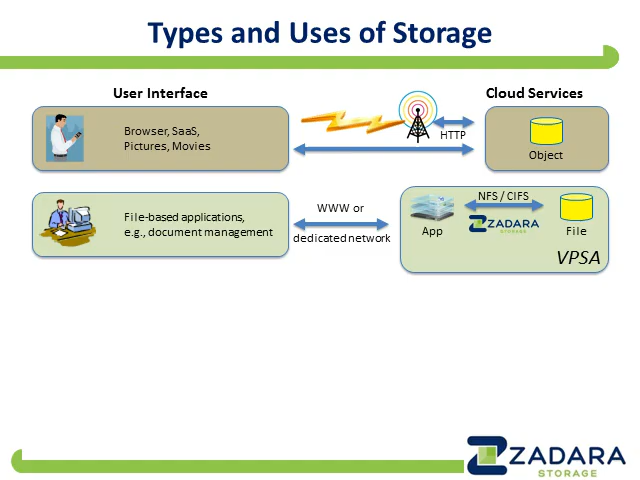 Types and Uses of Storage
User Interface
Cloud Services
Browser, SaaS,
Pictures, Movies
HTTP
Object
File-based applications,
e.g., document management
WWW or
dedicated network
NFS / CIFS
App
ZADARA
STORAGE
File
VPSA
ZADARA
STORAGE